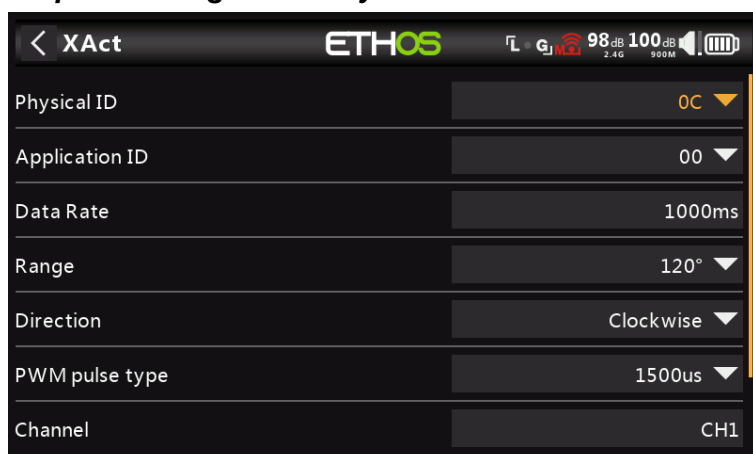 XAct ETHOS L G M 98dB 2.4G 100dB 900M
Physical ID 0C
Application ID 00
Data Rate 1000ms
Range 120°
Direction Clockwise
PWM pulse type 1500us
Channel CH1